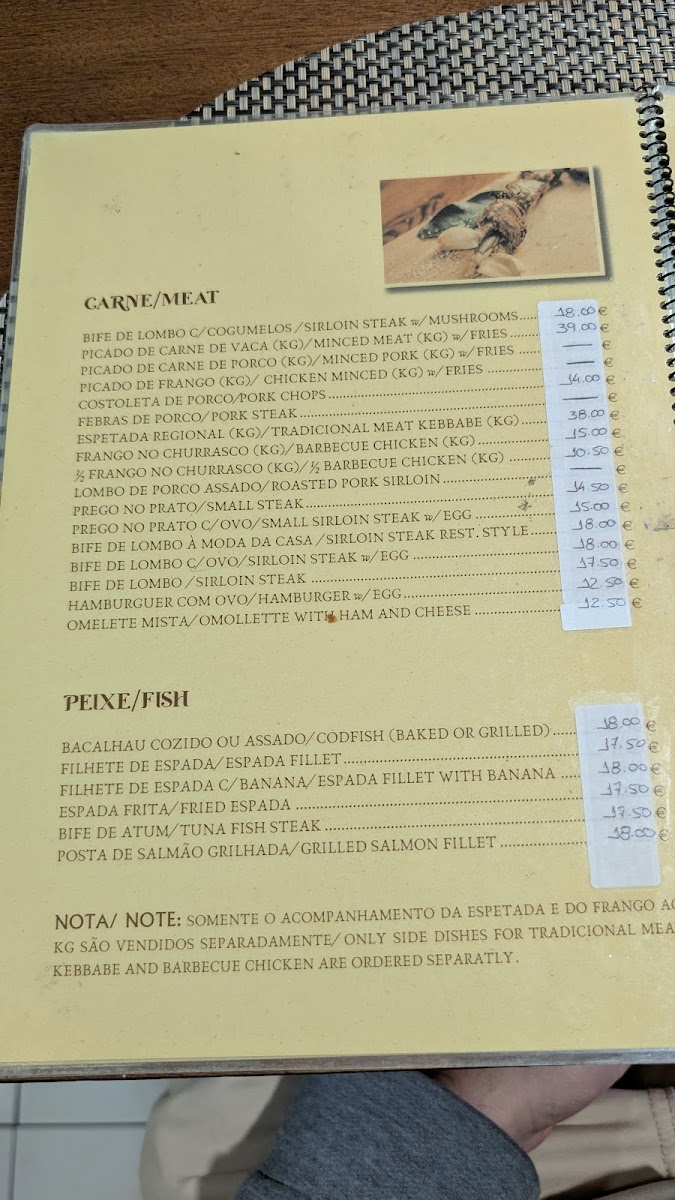 CARNE/MEAT
BIFE DE LOMBO C/COGUMELOS /SIRLOIN STEAK w/MUSHROOMS..... 18.00 €
PICADO DE CARNE DE VACA (KG)/MINCED MEAT (KG) w/FRIES ..... 39.00 €
PICADO DE CARNE DE PORCO (KG)/MINCED PORK (KG) w/FRIES ..... — €
PICADO DE FRANGO (KG)/ CHICKEN MINCED (KG) w/FRIES ..... — €
COSTOLETA DE PORCO/PORK CHOPS..... 14.00 €
FEBRAS DE PORCO/PORK STEAK..... — €
ESPETADA REGIONAL (KG)/TRADICIONAL MEAT KEBBABE (KG)..... 38.00 €
FRANGO NO CHURRASCO (KG)/BARBECUE CHICKEN (KG)..... 15.00 €
½ FRANGO NO CHURRASCO (KG)/½ BARBECUE CHICKEN (KG) ..... 10.50 €
LOMBO DE PORCO ASSADO/ROASTED PORK SIRLOIN..... — €
PREGO NO PRATO/SMALL STEAK..... 14.50 €
PREGO NO PRATO C/OVO/SMALL SIRLOIN STEAK w/EGG..... 15.00 €
BIFE DE LOMBO À MODA DA CASA /SIRLOIN STEAK REST. STYLE..... 18.00 €
BIFE DE LOMBO C/OVO/SIRLOIN STEAK w/EGG ..... 18.00 €
BIFE DE LOMBO /SIRLOIN STEAK ..... 17.50 €
HAMBURGUER COM OVO/HAMBURGER w/EGG..... 12.50 €
OMELETE MISTA/OMOLLETTE WITH HAM AND CHEESE ..... 12.50 €
PEIXE/FISH
BACALHAU COZIDO OU ASSADO/CODFISH (BAKED OR GRILLED)..... 18.00 €
FILHETE DE ESPADA/ESPADA FILLET..... 17.50 €
FILHETE DE ESPADA C/BANANA/ESPADA FILLET WITH BANANA ..... 18.00 €
ESPADA FRITA/FRIED ESPADA ..... 17.50 €
BIFE DE ATUM/TUNA FISH STEAK ..... 17.50 €
POSTA DE SALMÃO GRILHADA/GRILLED SALMON FILLET ..... 18.00 €
NOTA/ NOTE: SOMENTE O ACOMPANHAMENTO DA ESPETADA E DO FRANGO AO
KG SÃO VENDIDOS SEPARADAMENTE/ ONLY SIDE DISHES FOR TRADICIONAL MEA
KEBBABE AND BARBECUE CHICKEN ARE ORDERED SEPARATLY.